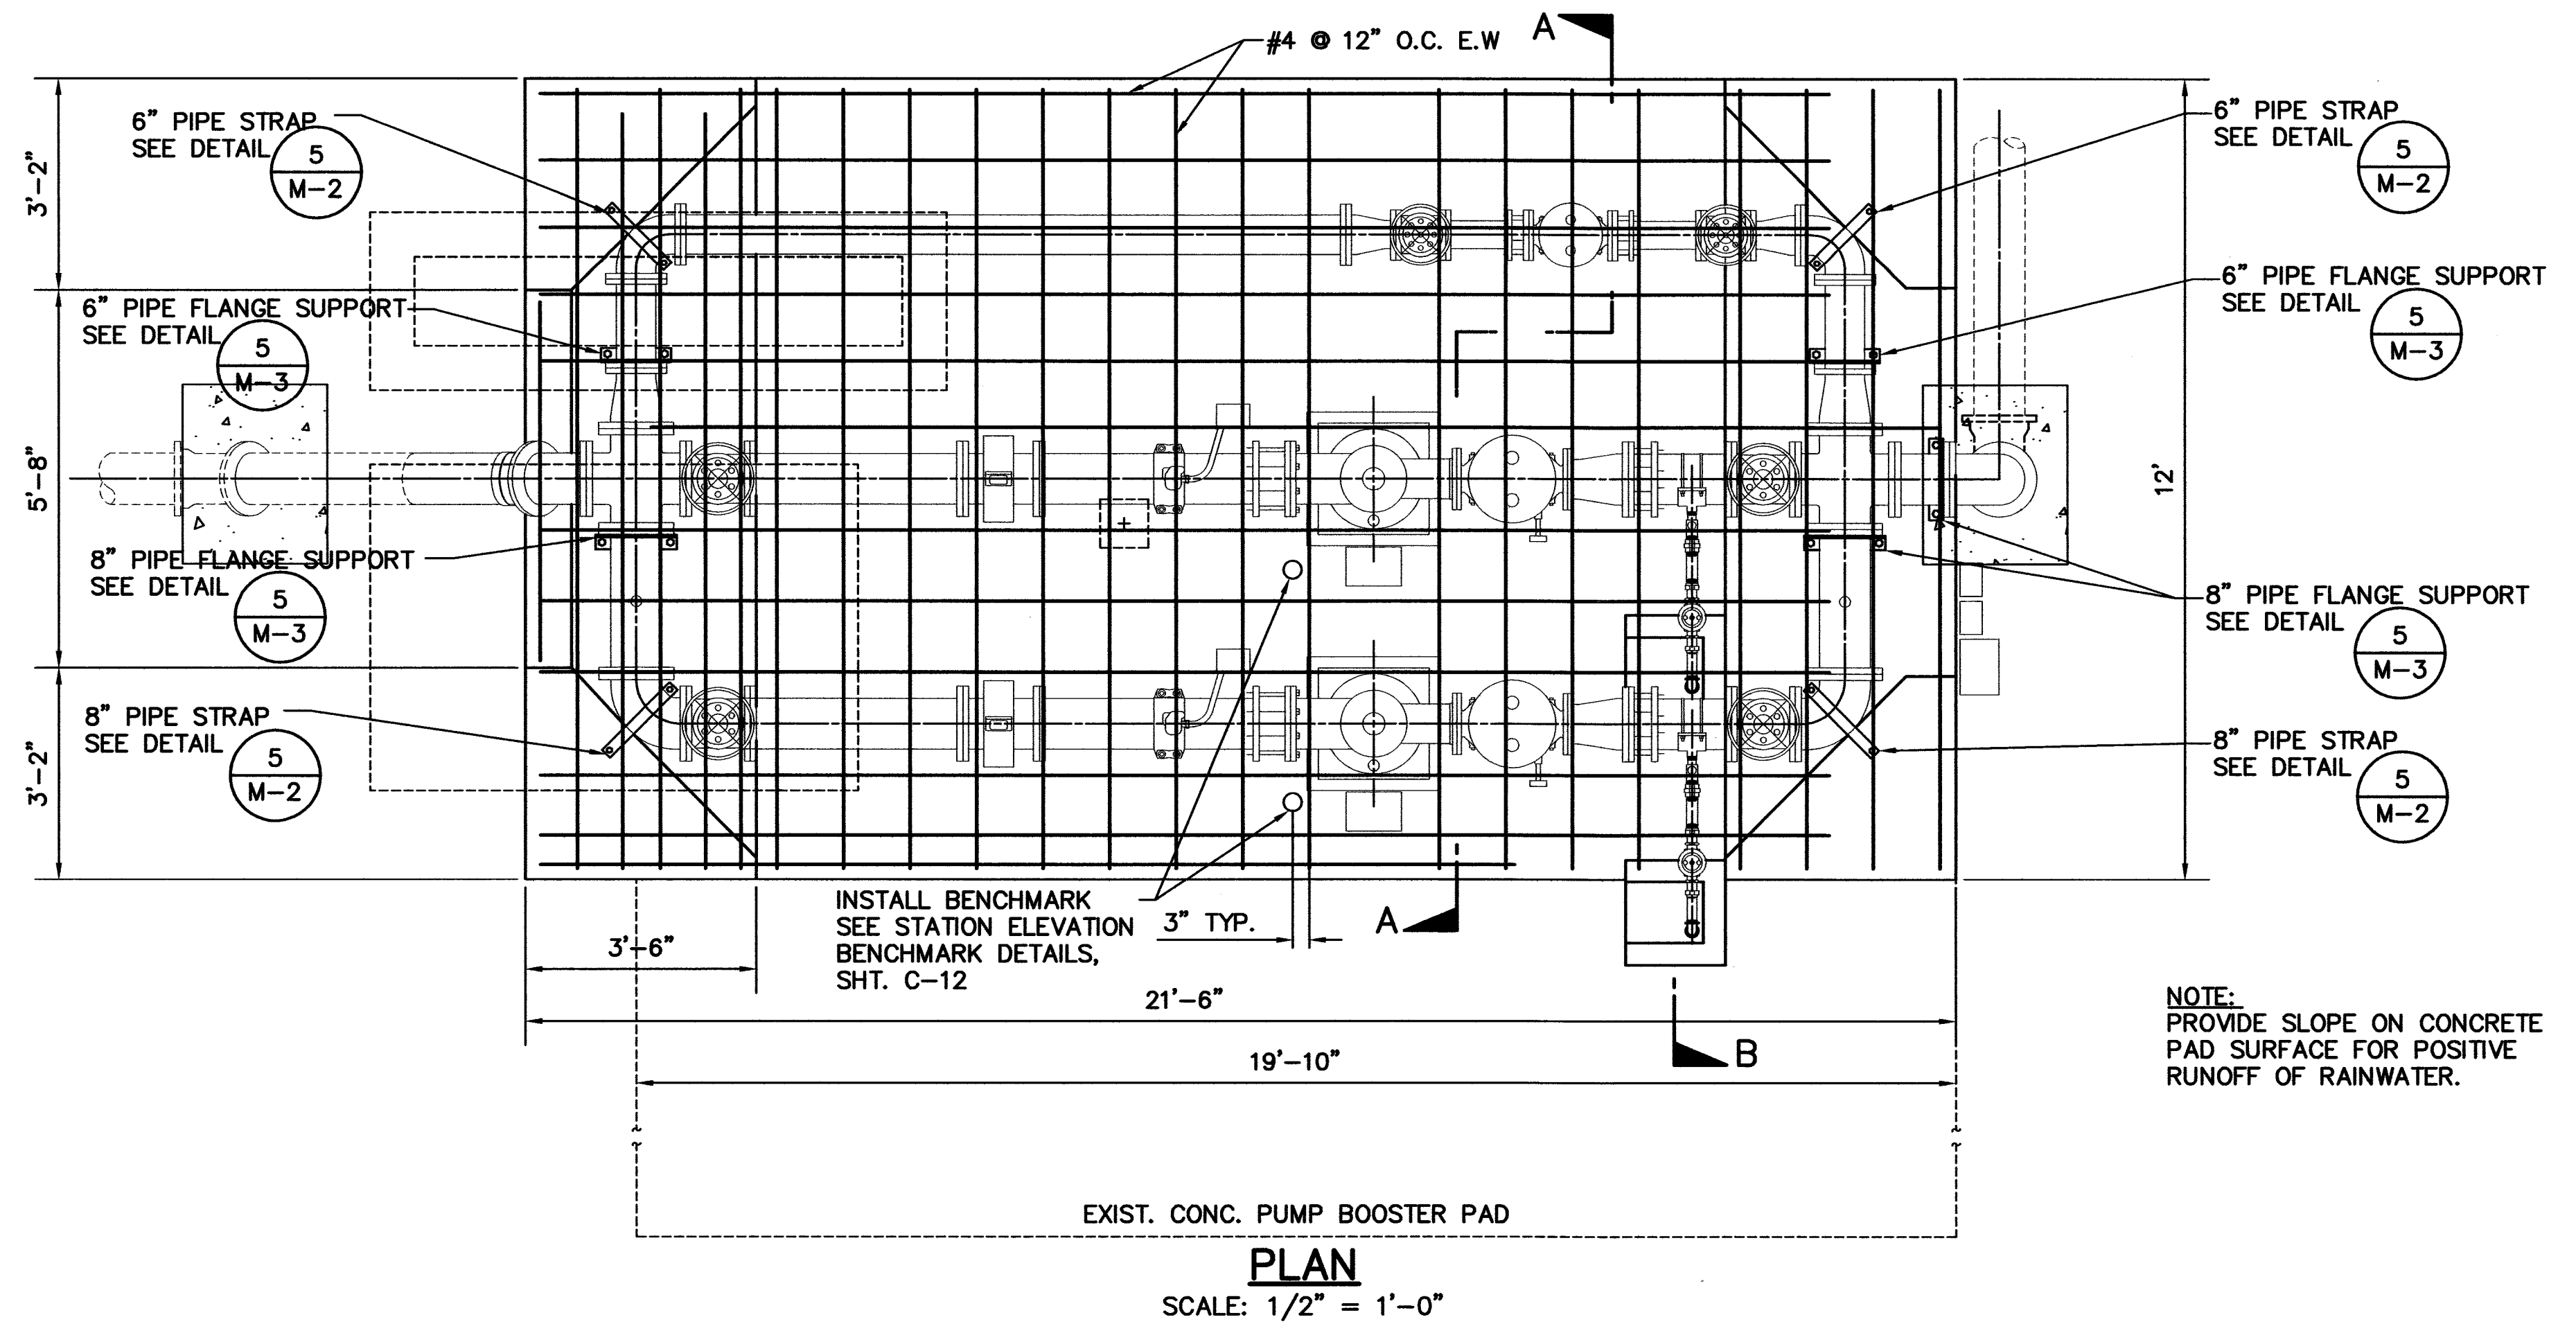 #4 @ 12" O.C. E.W
A
6" PIPE STRAP
SEE DETAIL
5
M-2
6" PIPE STRAP
SEE DETAIL
5
M-2
3'-2"
6" PIPE FLANGE SUPPORT
SEE DETAIL
5
M-3
6" PIPE FLANGE SUPPORT
SEE DETAIL
5
M-3
5'-8"
12'
8" PIPE FLANGE SUPPORT
SEE DETAIL
5
M-3
8" PIPE FLANGE SUPPORT
SEE DETAIL
5
M-3
8" PIPE STRAP
SEE DETAIL
5
M-2
8" PIPE STRAP
SEE DETAIL
5
M-2
3'-2"
INSTALL BENCHMARK
SEE STATION ELEVATION
BENCHMARK DETAILS,
SHT. C-12
3" TYP.
A
3'-6"
21'-6"
19'-10"
B
NOTE:
PROVIDE SLOPE ON CONCRETE
PAD SURFACE FOR POSITIVE
RUNOFF OF RAINWATER.
EXIST. CONC. PUMP BOOSTER PAD
PLAN
SCALE: 1/2" = 1'-0"